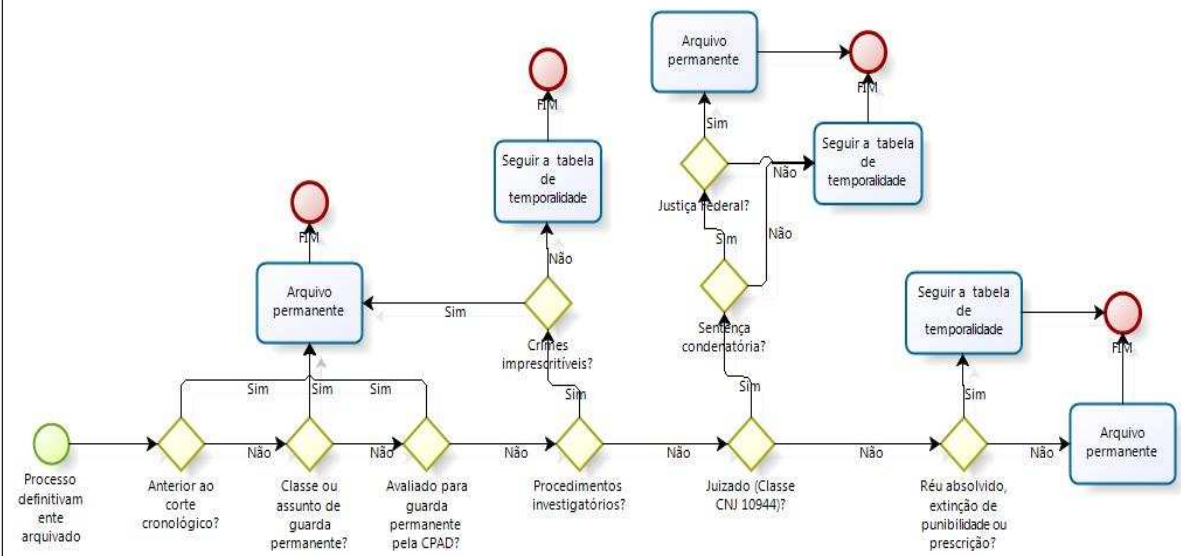 Arquivo
permanente
FIM
Sim
Seguir a tabela
de
temporalidade
FIM
Não
Justiça Federal?
Sim
Não
Sentença
condenatória?
Sim
Seguir a tabela
de
temporalidade
FIM
Não
Sim
Crimes
imprescritíveis?
Sim
Arquivo
permanente
FIM
Sim
Sim
Sim
Seguir a tabela
de
temporalidade
FIM
Sim
Arquivo
permanente
Não
Não
Não
Não
Não
Não
Processo
definitivam
ente
arquivado
Anterior ao
corte
cronológico?
Classe ou
assunto de
guarda
permanente?
Avaliado para
guarda
permanente
pela CPAD?
Procedimentos
investigatórios?
Juizado (Classe
CNJ 10944)?
Réu absolvido,
extinção de
punibilidade ou
prescrição?